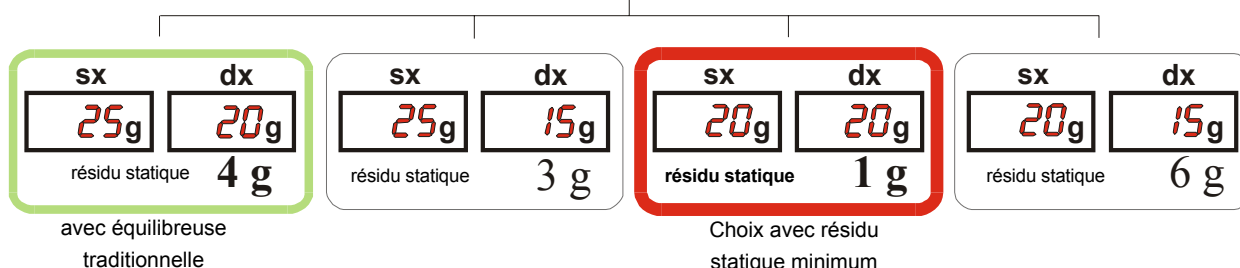 sx dx sx dx sx dx sx dx
25g 20g 25g 15g 20g 20g 20g 15g
résidu statique 4 g résidu statique 3 g résidu statique 1 g résidu statique 6 g
avec équilibreuse Choix avec résidu
traditionnelle statique minimum